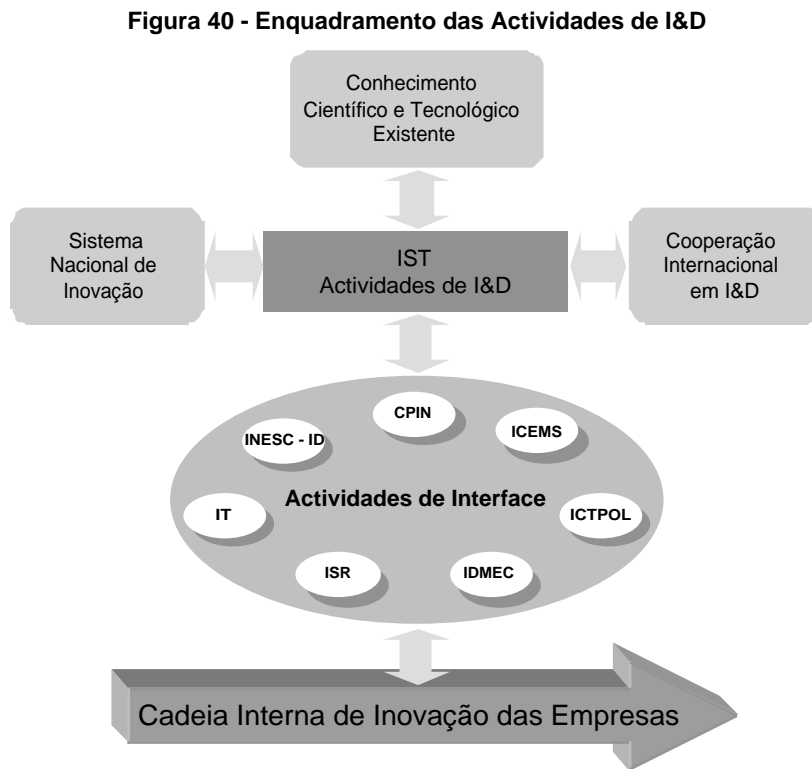 Figura 40 - Enquadramento das Actividades de I&D
Conhecimento
Científico e Tecnológico
Existente
Sistema
Nacional de
Inovação
IST
Actividades de I&D
Cooperação
Internacional
em I&D
CPIN
INESC - ID
ICEMS
Actividades de Interface
IT
ICTPOL
ISR
IDMEC
Cadeia Interna de Inovação das Empresas